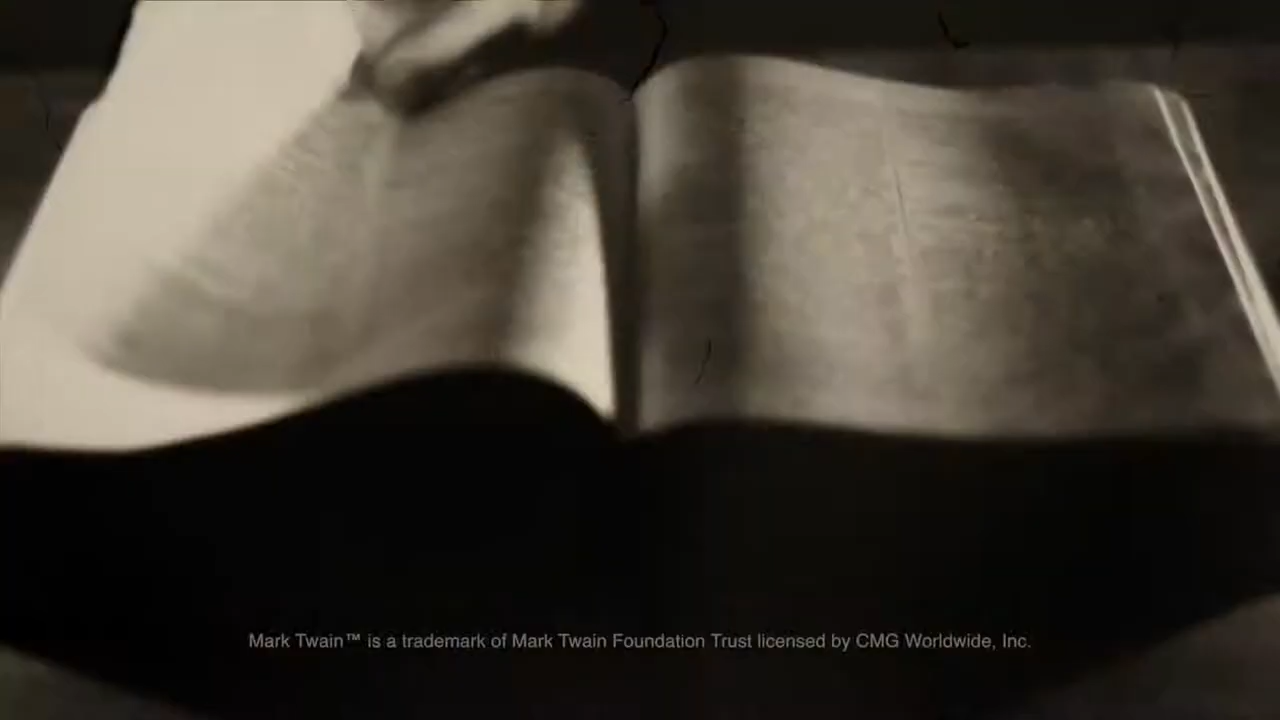 Mark Twain™ is a trademark of Mark Twain Foundation Trust licensed by CMG Worldwide, Inc.